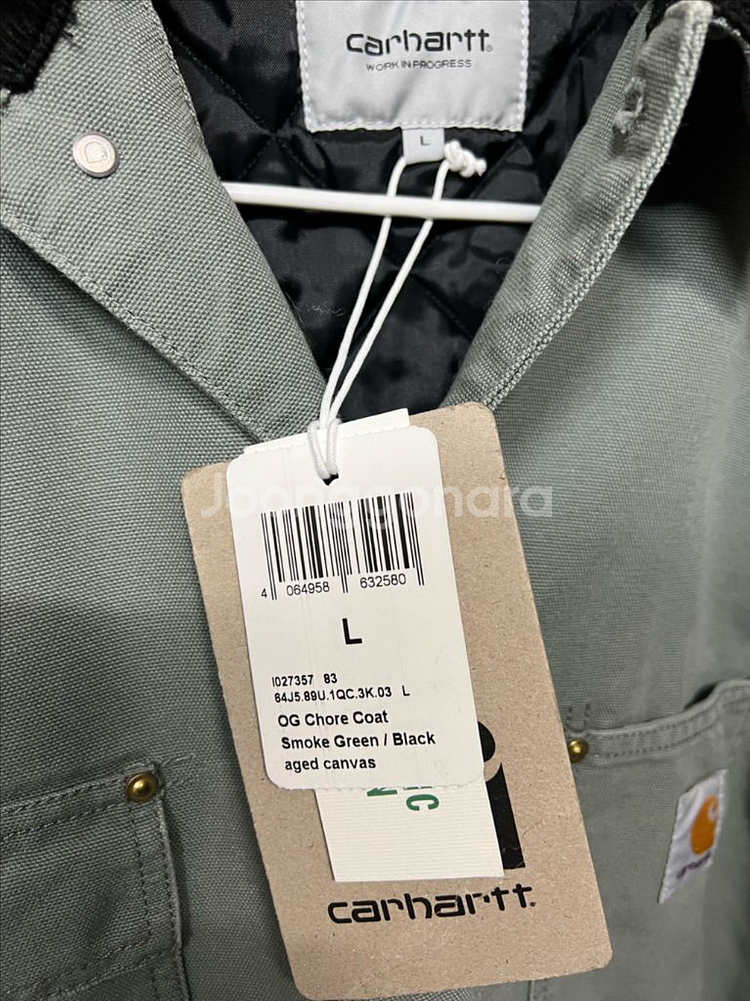 carhartt
WORK IN PROGRESS
L
Joonggonara
4 064958 632580
L
I027357 83
64J5.89U.1QC.3K.03 L
OG Chore Coat
Smoke Green / Black
aged canvas
carhartt